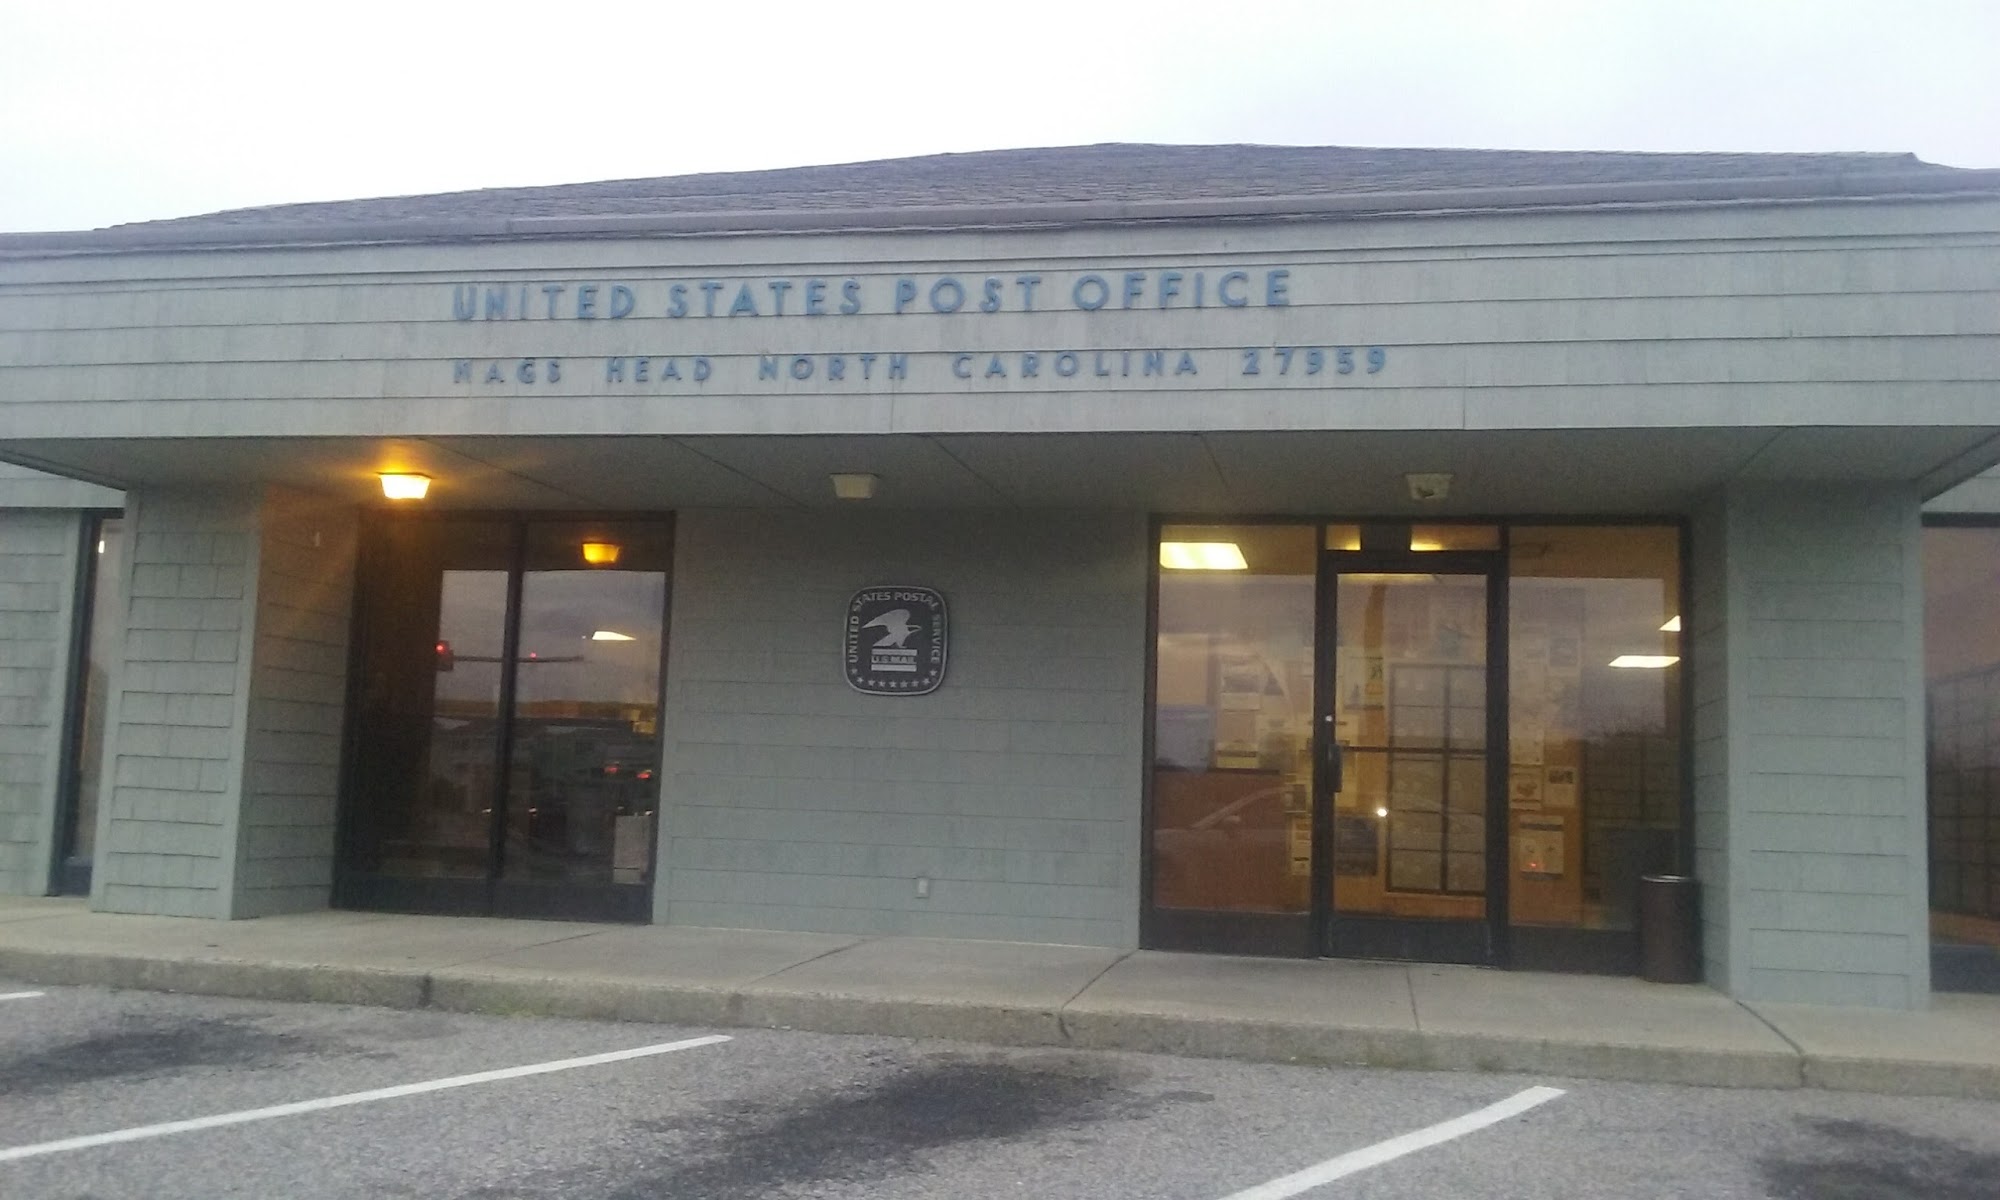 UNITED STATES POST OFFICE
NAGS HEAD NORTH CAROLINA 27959
UNITED STATES POSTAL SERVICE
U.S.MAIL